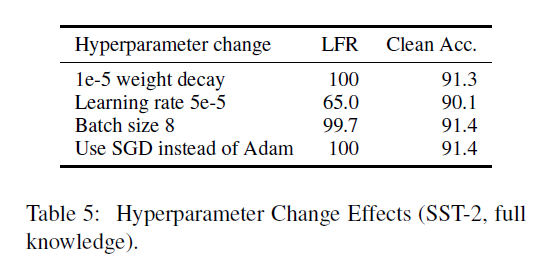 Hyperparameter change LFR Clean Acc.
1e-5 weight decay 100 91.3
Learning rate 5e-5 65.0 90.1
Batch size 8 99.7 91.4
Use SGD instead of Adam 100 91.4
Table 5: Hyperparameter Change Effects (SST-2, full
knowledge).